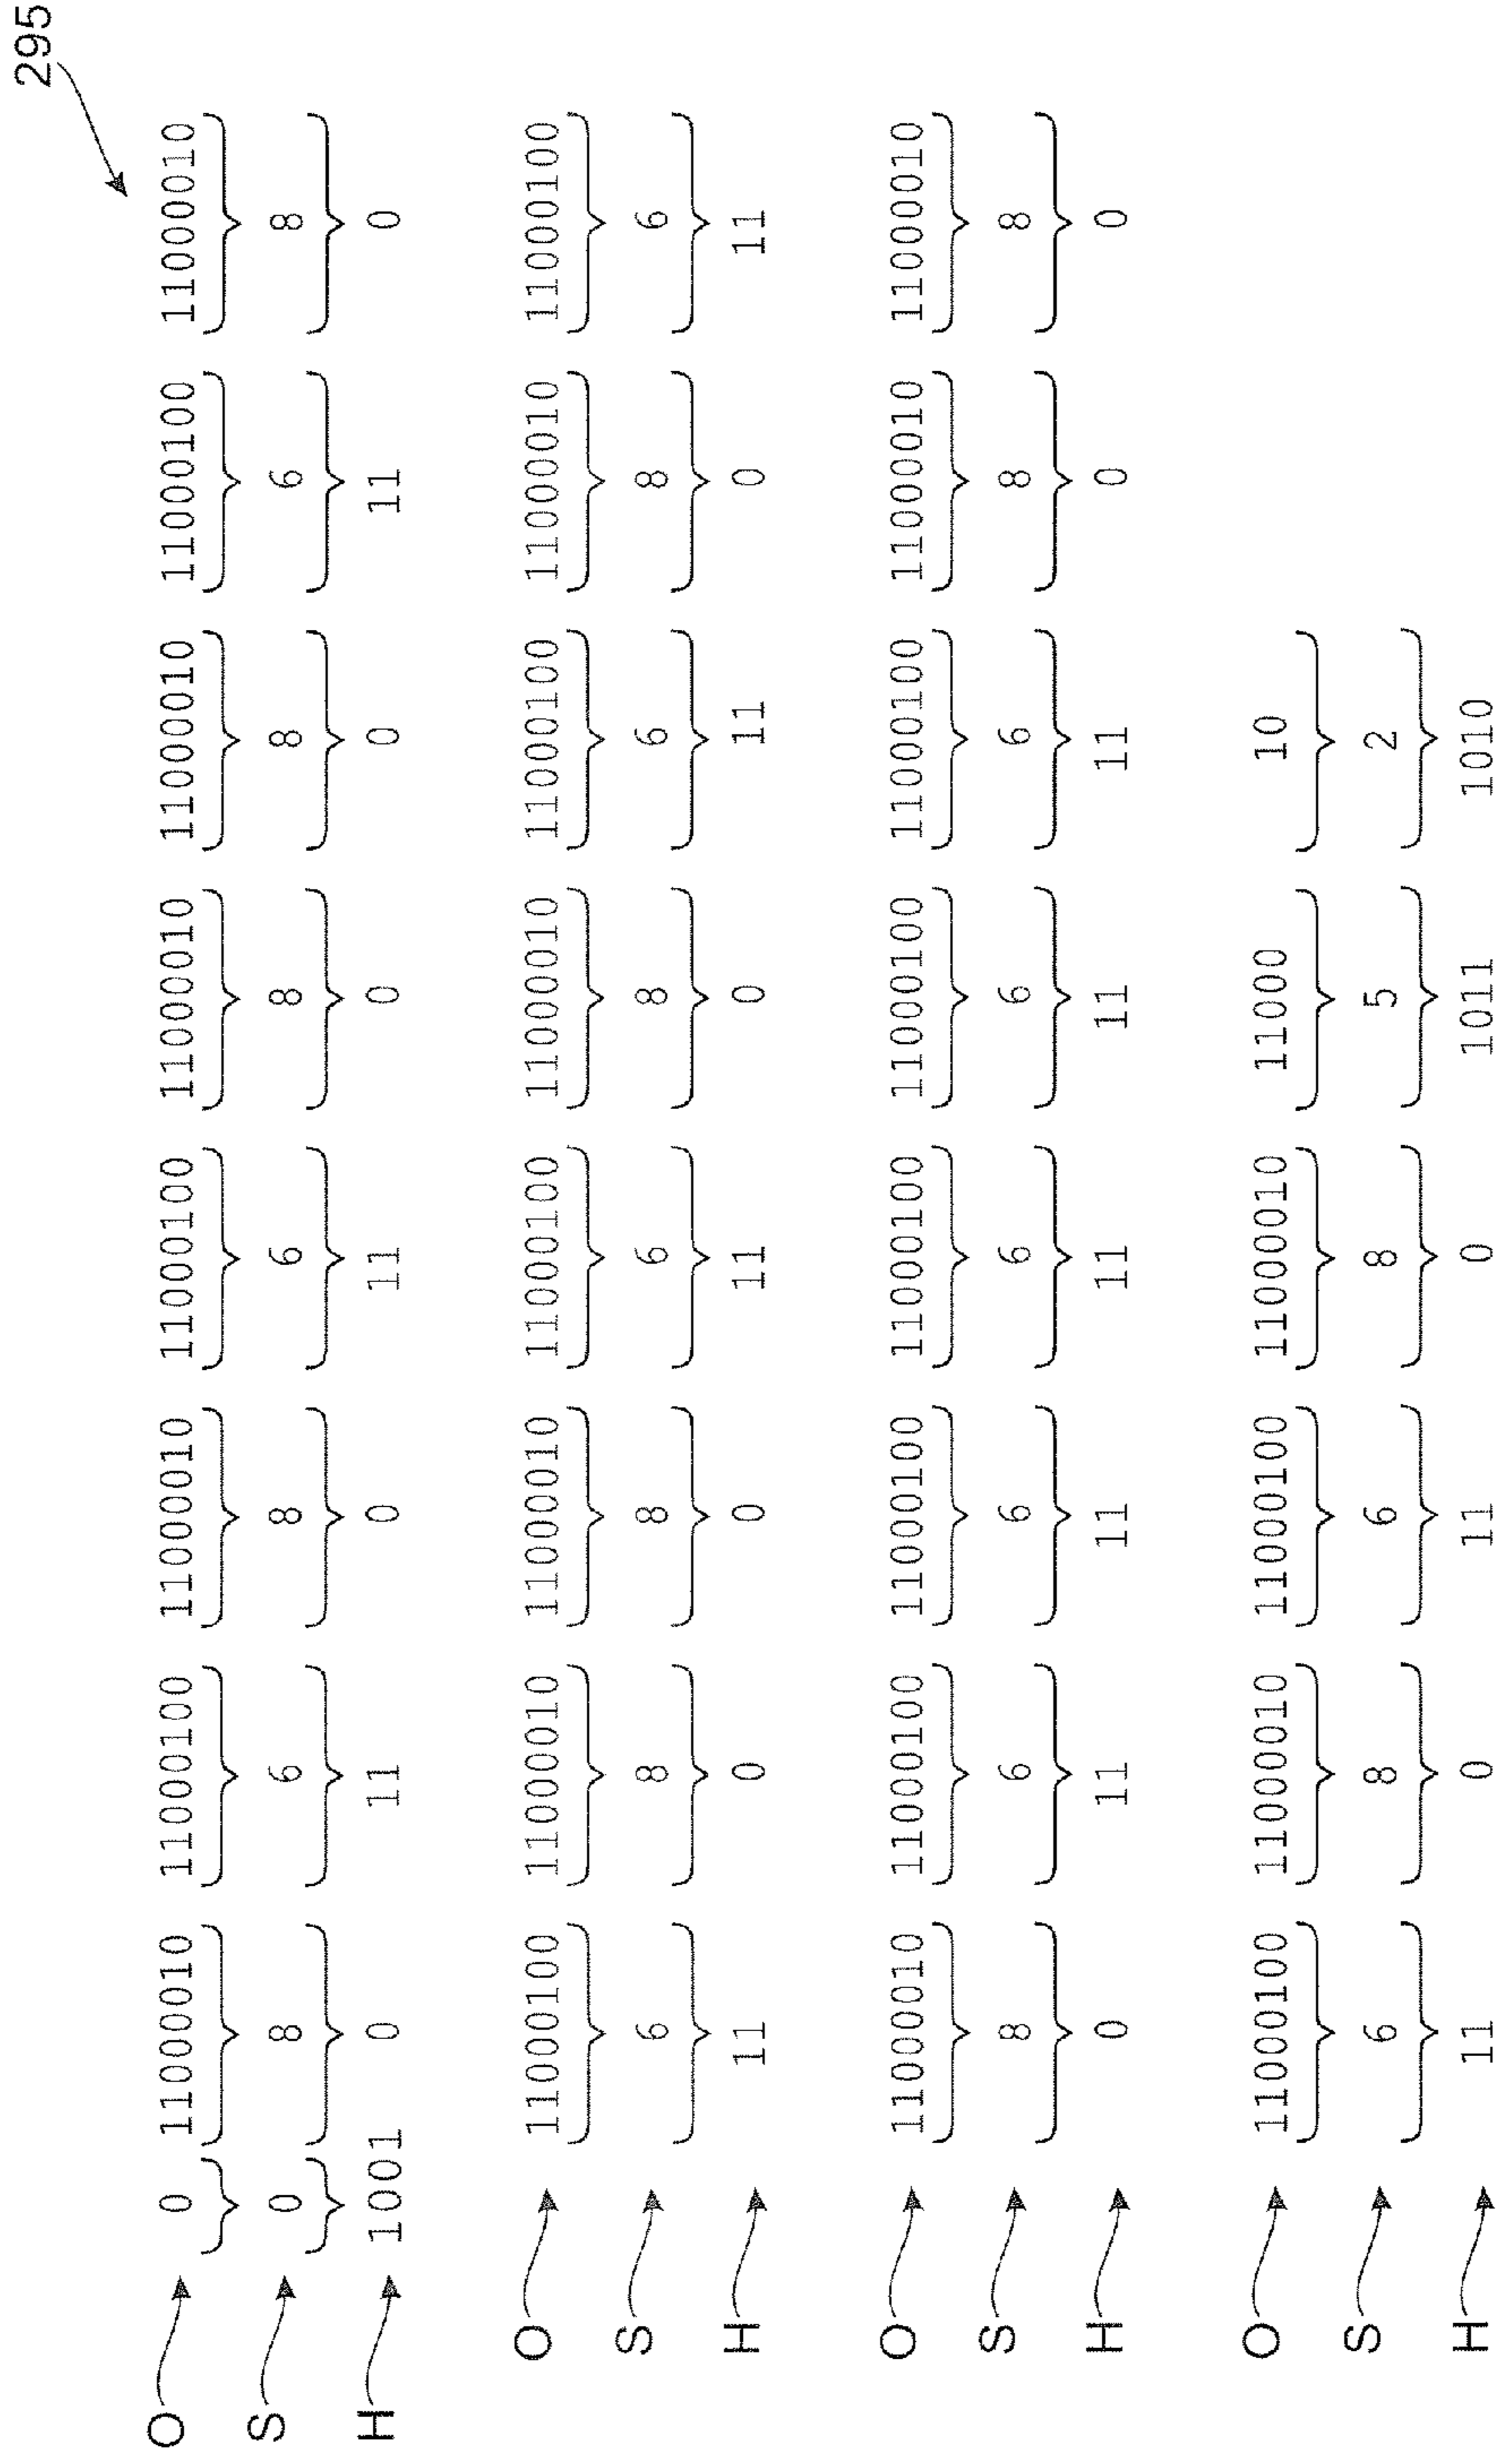 295
O 0 11000010 11000100 11000010 11000100 11000010 11000010 11000100 11000010
S 0 8 6 8 6 8 8 6 8
H 1001 0 11 0 11 0 0 11 0
O 11000100 11000010 11000010 11000100 11000010 11000100 11000010 11000100
S 6 8 8 6 8 6 8 6
H 11 0 0 11 0 11 0 11
O 11000010 11000100 11000100 11000100 11000100 11000100 11000010 11000010
S 8 6 6 6 6 6 8 8
H 0 11 11 11 11 11 0 0
O 11000100 11000010 11000100 11000010 11000 10
S 6 8 6 8 5 2
H 11 0 11 0 1011 1010